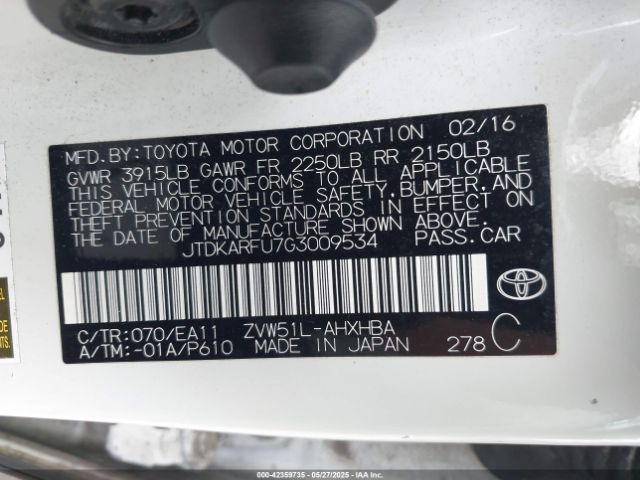 MFD.BY:TOYOTA MOTOR CORPORATION 02/16
GVWR 3915LB GAWR FR 2250LB RR 2150LB
THIS VEHICLE CONFORMS TO ALL APPLICABLE
FEDERAL MOTOR VEHICLE SAFETY,BUMPER,AND
THEFT PREVENTION STANDARDS IN EFFECT ON
THE DATE OF MANUFACTURE SHOWN ABOVE.
JTDKARFU7G3009534 PASS.CAR
C/TR:070/EA11 ZVW51L-AHXHBA
A/TM:-01A/P610 MADE IN JAPAN 278 C
000-42359735 - 05/27/2025 - IAAI.COM